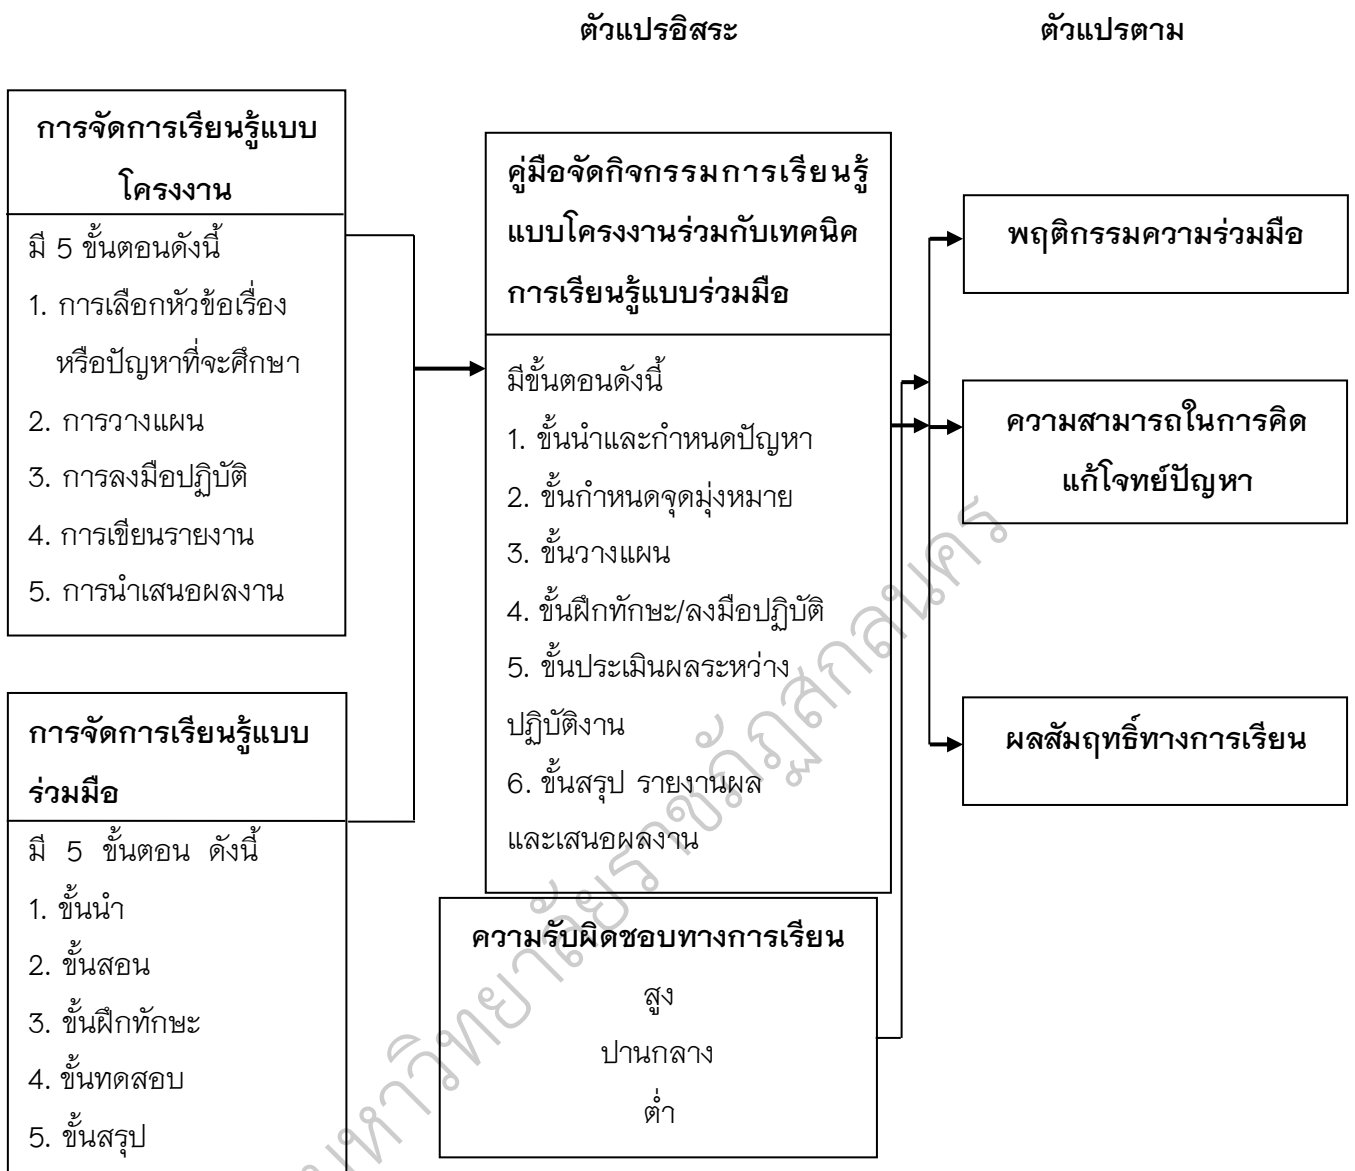 ตัวแปรอิสระ
ตัวแปรตาม
การจัดการเรียนรู้แบบ
โครงงาน
มี 5 ขั้นตอนดังนี้
1. การเลือกหัวข้อเรื่อง
หรือปัญหาที่จะศึกษา
2. การวางแผน
3. การลงมือปฏิบัติ
4. การเขียนรายงาน
5. การนำเสนอผลงาน
การจัดการเรียนรู้แบบ
ร่วมมือ
มี 5 ขั้นตอน ดังนี้
1. ขั้นนำ
2. ขั้นสอน
3. ขั้นฝึกทักษะ
4. ขั้นทดสอบ
5. ขั้นสรุป
คู่มือจัดกิจกรรมการเรียนรู้
แบบโครงงานร่วมกับเทคนิค
การเรียนรู้แบบร่วมมือ
มีขั้นตอนดังนี้
1. ขั้นนำและกำหนดปัญหา
2. ขั้นกำหนดจุดมุ่งหมาย
3. ขั้นวางแผน
4. ขั้นฝึกทักษะ/ลงมือปฏิบัติ
5. ขั้นประเมินผลระหว่าง
ปฏิบัติงาน
6. ขั้นสรุป รายงานผล
และเสนอผลงาน
ความรับผิดชอบทางการเรียน
สูง
ปานกลาง
ต่ำ
พฤติกรรมความร่วมมือ
ความสามารถในการคิด
แก้โจทย์ปัญหา
ผลสัมฤทธิ์ทางการเรียน
มหาวิทยาลัยราชภัฏสกลนคร